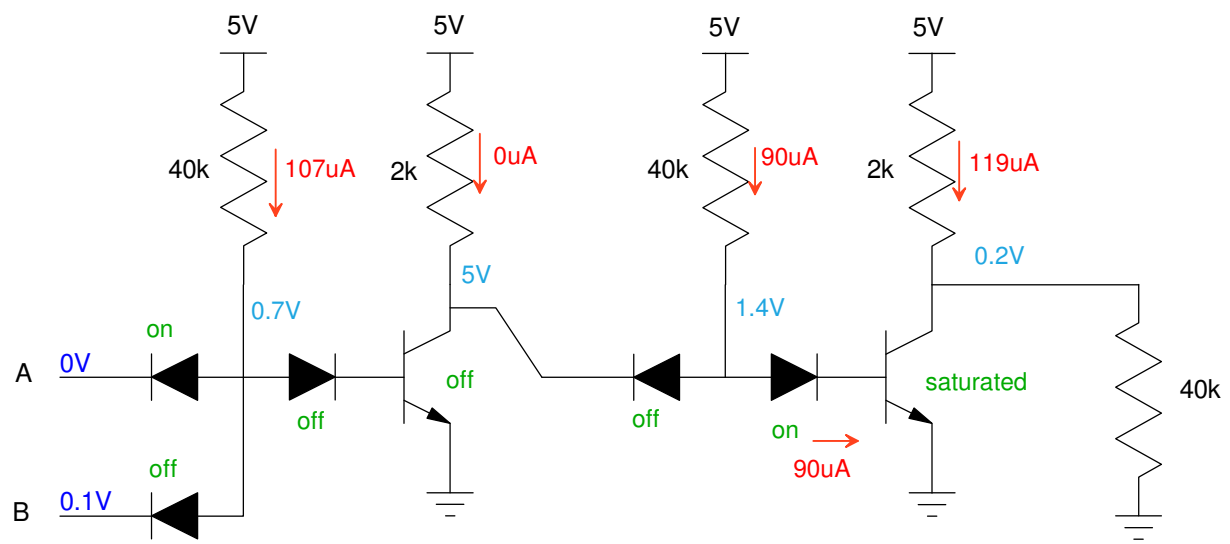 5V 5V 5V 5V
40k 107uA 2k 0uA 40k 90uA 2k 119uA
0.7V 5V 1.4V 0.2V
A 0V on off off off on saturated 40k
90uA
B 0.1V off